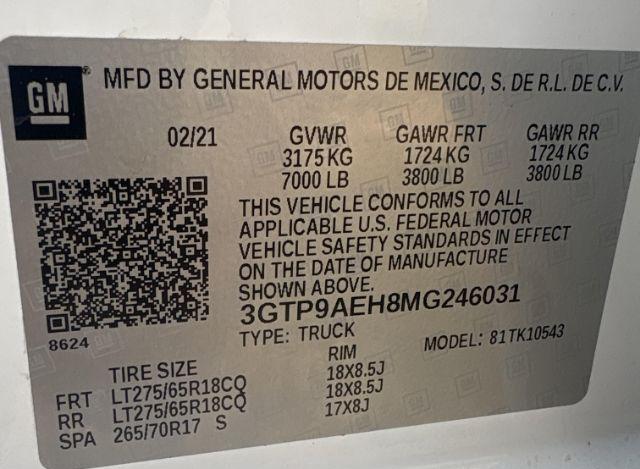 GM ® MFD BY GENERAL MOTORS DE MEXICO, S. DE R.L. DE C.V.
02/21 GVWR GAWR FRT GAWR RR
3175 KG 1724 KG 1724 KG
7000 LB 3800 LB 3800 LB
THIS VEHICLE CONFORMS TO ALL
APPLICABLE U.S. FEDERAL MOTOR
VEHICLE SAFETY STANDARDS IN EFFECT
ON THE DATE OF MANUFACTURE
SHOWN ABOVE.
3GTP9AEH8MG246031
8624
TYPE: TRUCK MODEL: 81TK10543
TIRE SIZE RIM
FRT LT275/65R18CQ 18X8.5J
RR LT275/65R18CQ 18X8.5J
SPA 265/70R17 S 17X8J